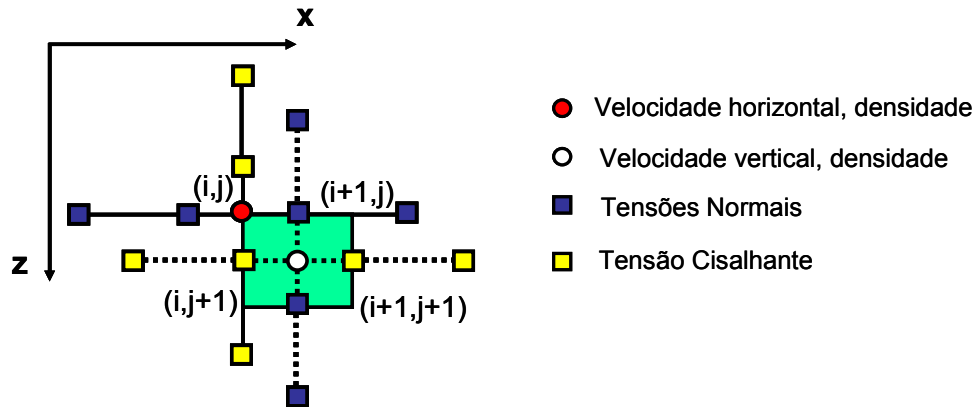 x
Velocidade horizontal, densidade
Velocidade vertical, densidade
(i,j)
(i+1,j)
Tensões Normais
z
Tensão Cisalhante
(i,j+1)
(i+1,j+1)